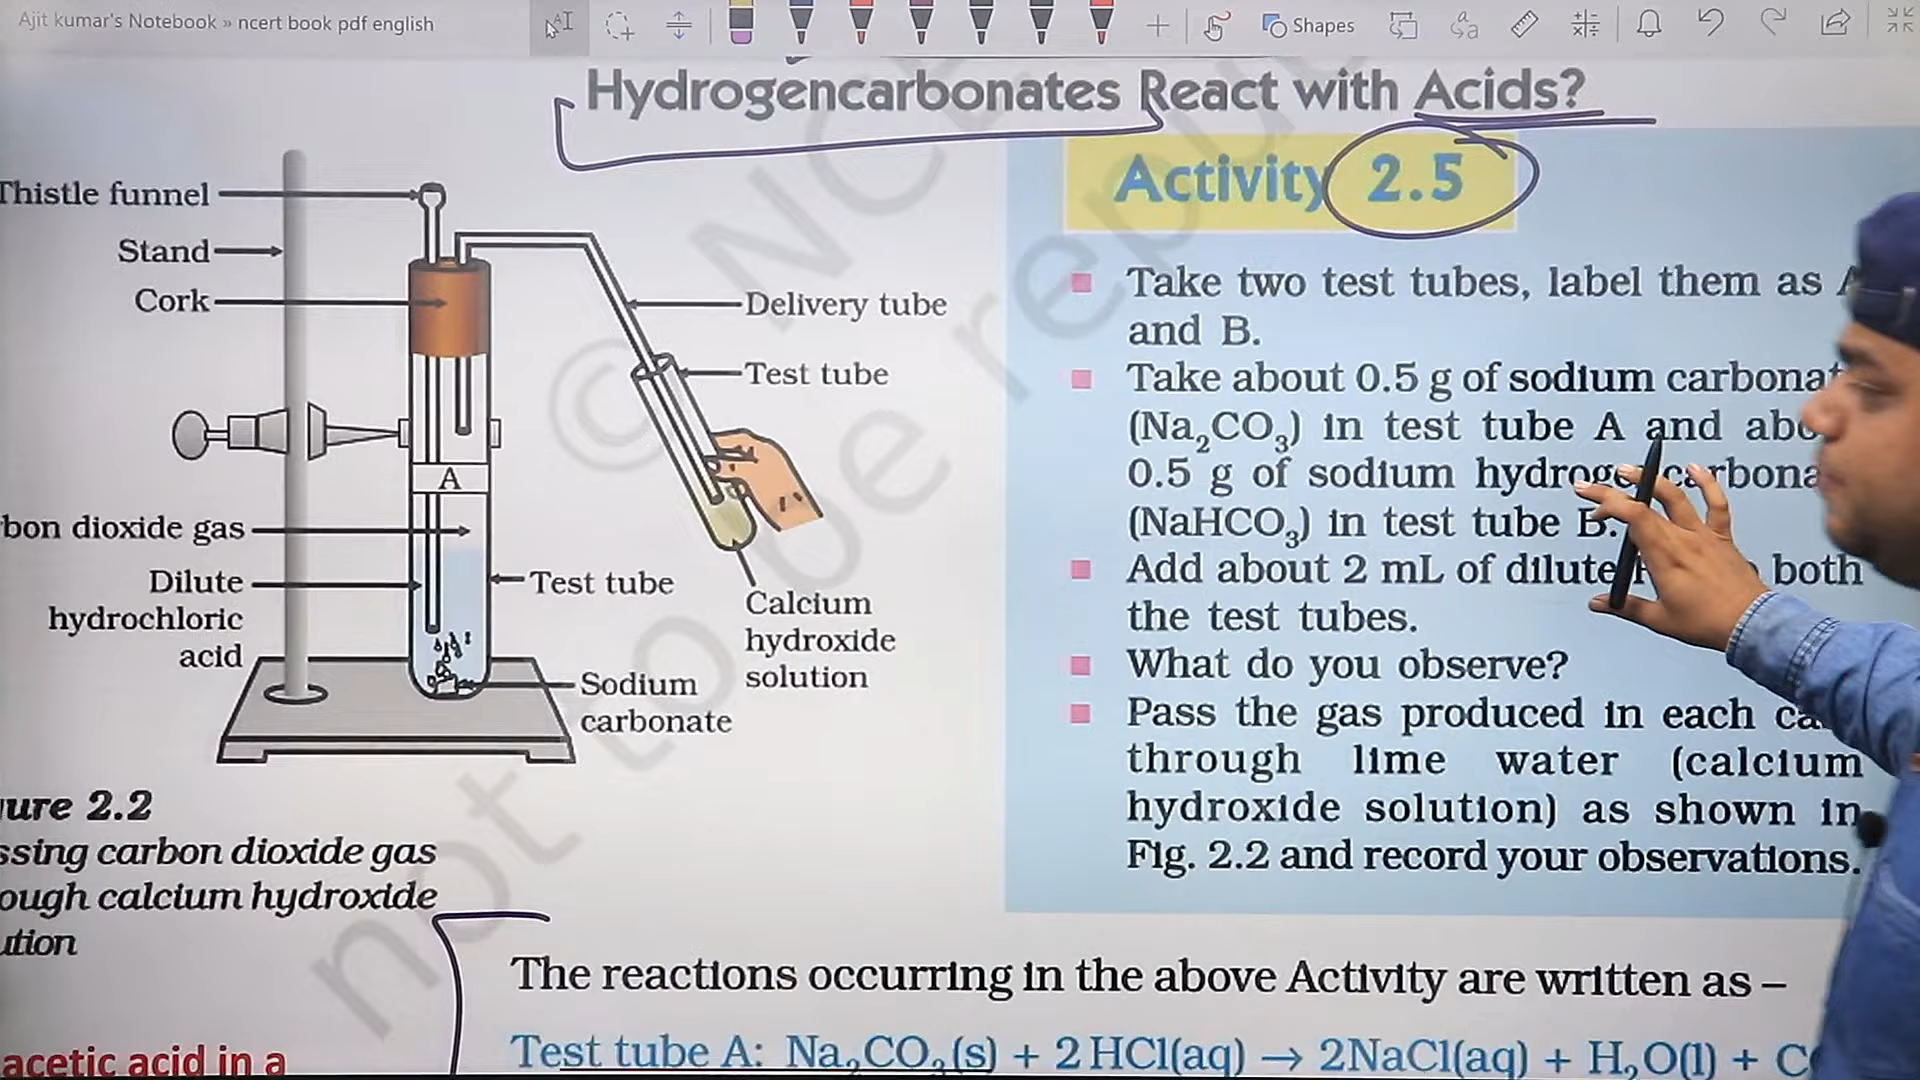 Ajit kumar's Notebook » ncert book pdf english
Shapes
Hydrogencarbonates React with Acids?
Thistle funnel
Stand
Cork
Delivery tube
Test tube
A
bon dioxide gas
Dilute
hydrochloric
acid
Test tube
Calcium
hydroxide
solution
Sodium
carbonate
ure 2.2
ssing carbon dioxide gas
ough calcium hydroxide
ution
acetic acid in a
Activity 2.5
Take two test tubes, label them as A
and B.
Take about 0.5 g of sodium carbonat
(Na₂CO₃) in test tube A and abo
0.5 g of sodium hydroge carbona
(NaHCO₃) in test tube B.
Add about 2 mL of dilute both
the test tubes.
What do you observe?
Pass the gas produced in each ca
through lime water (calcium
hydroxide solution) as shown in
Fig. 2.2 and record your observations.
The reactions occurring in the above Activity are written as –
Test tube A: Na₂CO₃(s) + 2HCl(aq) → 2NaCl(aq) + H₂O(l) + C
not to be repu
© NCE